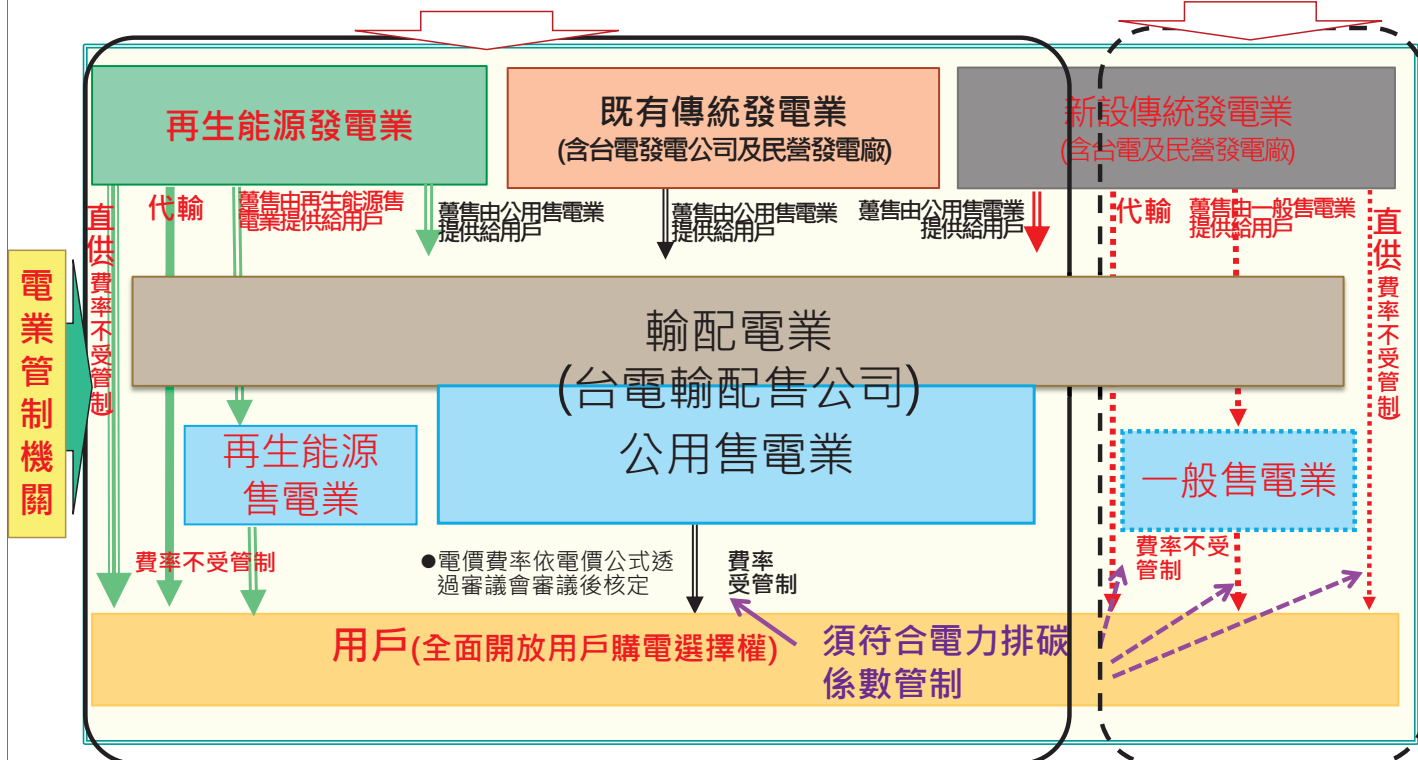 再生能源發電業
既有傳統發電業
(含台電發電公司及民營發電廠)
新設傳統發電業
(含台電及民營發電廠)
直供(費率不受管制)
代輸
躉售由再生能源售
電業提供給用戶
躉售由公用售電業
提供給用戶
躉售由公用售電業
提供給用戶
躉售由公用售電業
提供給用戶
代輸
躉售由一般售電業
提供給用戶
直供(費率不受管制)
電業管制機關
輸配電業
(台電輸配售公司)
公用售電業
再生能源
售電業
一般售電業
費率不受管制
●電價費率依電價公式透
過審議會審議後核定
費率
受管制
費率不受
管制
用戶(全面開放用戶購電選擇權)
須符合電力排碳
係數管制